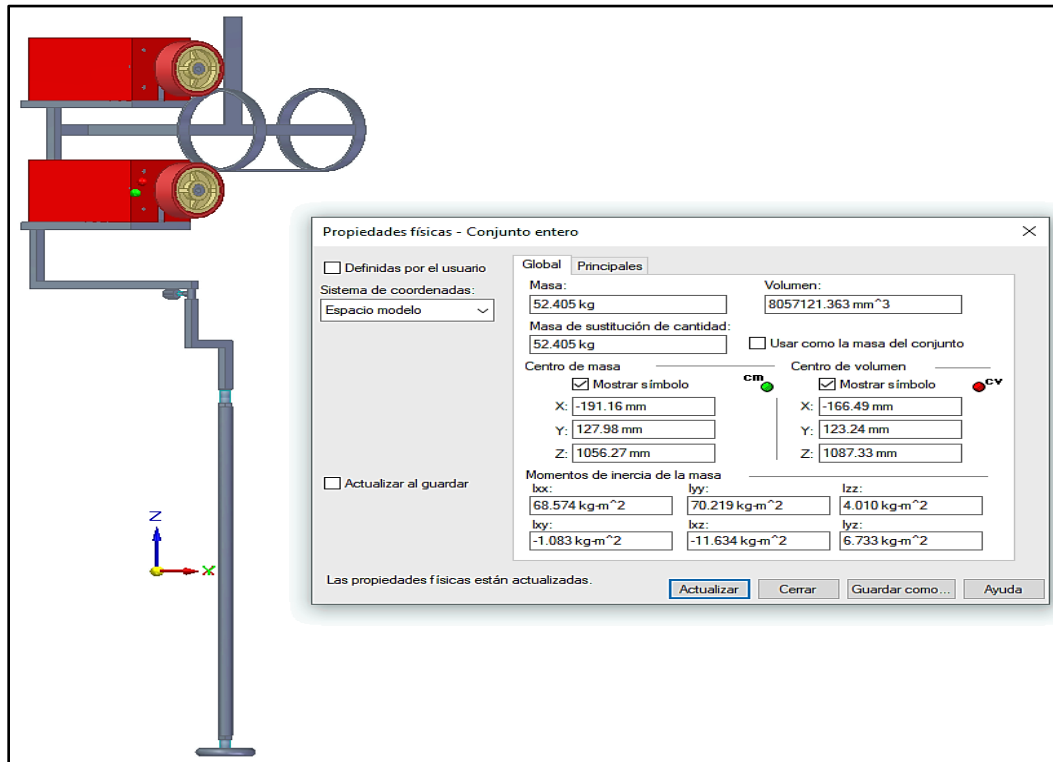 Propiedades físicas - Conjunto entero
Definidas por el usuario
Sistema de coordenadas:
Espacio modelo
Actualizar al guardar
Las propiedades físicas están actualizadas.
Global Principales
Masa: Volumen:
52.405 kg 8057121.363 mm^3
Masa de sustitución de cantidad:
52.405 kg Usar como la masa del conjunto
Centro de masa Centro de volumen
Mostrar símbolo cm Mostrar símbolo cv
X: -191.16 mm X: -166.49 mm
Y: 127.98 mm Y: 123.24 mm
Z: 1056.27 mm Z: 1087.33 mm
Momentos de inercia de la masa
Ixx: Iyy: Izz:
68.574 kg-m^2 70.219 kg-m^2 4.010 kg-m^2
Ixy: Ixz: Iyz:
-1.083 kg-m^2 -11.634 kg-m^2 6.733 kg-m^2
Actualizar Cerrar Guardar como... Ayuda
Z
X